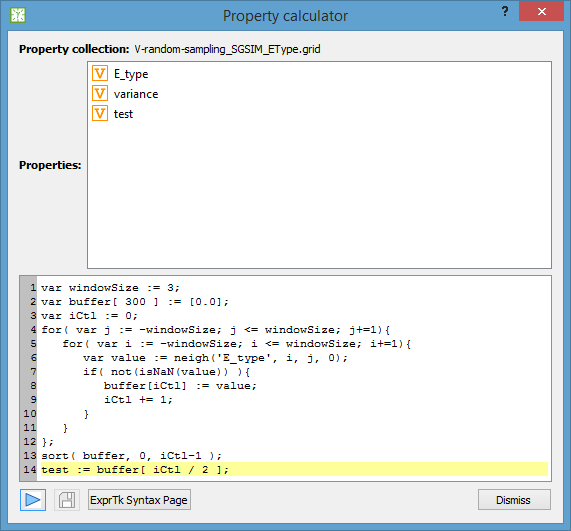 Property calculator
? ×
Property collection: V-random-sampling_SGSIM_EType.grid
V E_type
V variance
V test
Properties:
1 var windowSize := 3;
2 var buffer[ 300 ] := [0.0];
3 var iCtl := 0;
4 for( var j := -windowSize; j <= windowSize; j+=1){
5    for( var i := -windowSize; i <= windowSize; i+=1){
6       var value := neigh('E_type', i, j, 0);
7       if( not(isNaN(value)) ){
8          buffer[iCtl] := value;
9          iCtl += 1;
10       }
11    }
12 };
13 sort( buffer, 0, iCtl-1 );
14 test := buffer[ iCtl / 2 ];
ExprTk Syntax Page
Dismiss